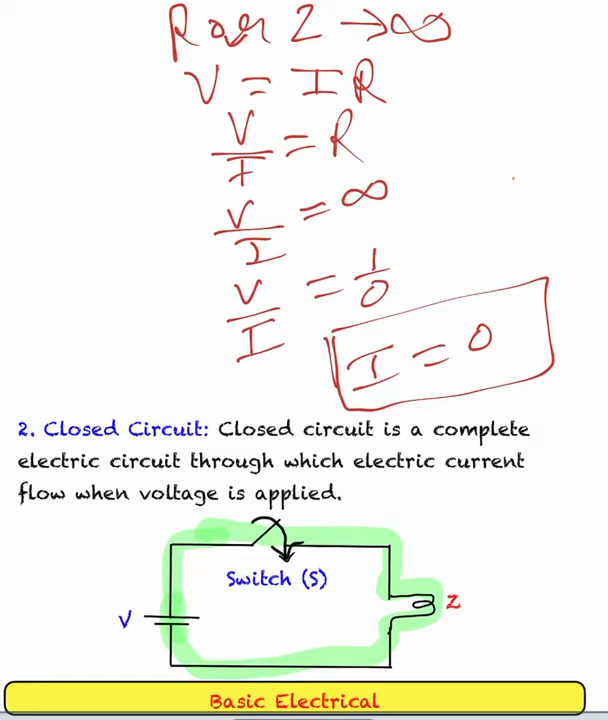 R or Z → ∞
V = IR
V/I = R
V/I = ∞
V/I = 1/0
I = 0
2. Closed Circuit: Closed circuit is a complete
electric circuit through which electric current
flow when voltage is applied.
Switch (S)
V
Z
Basic Electrical